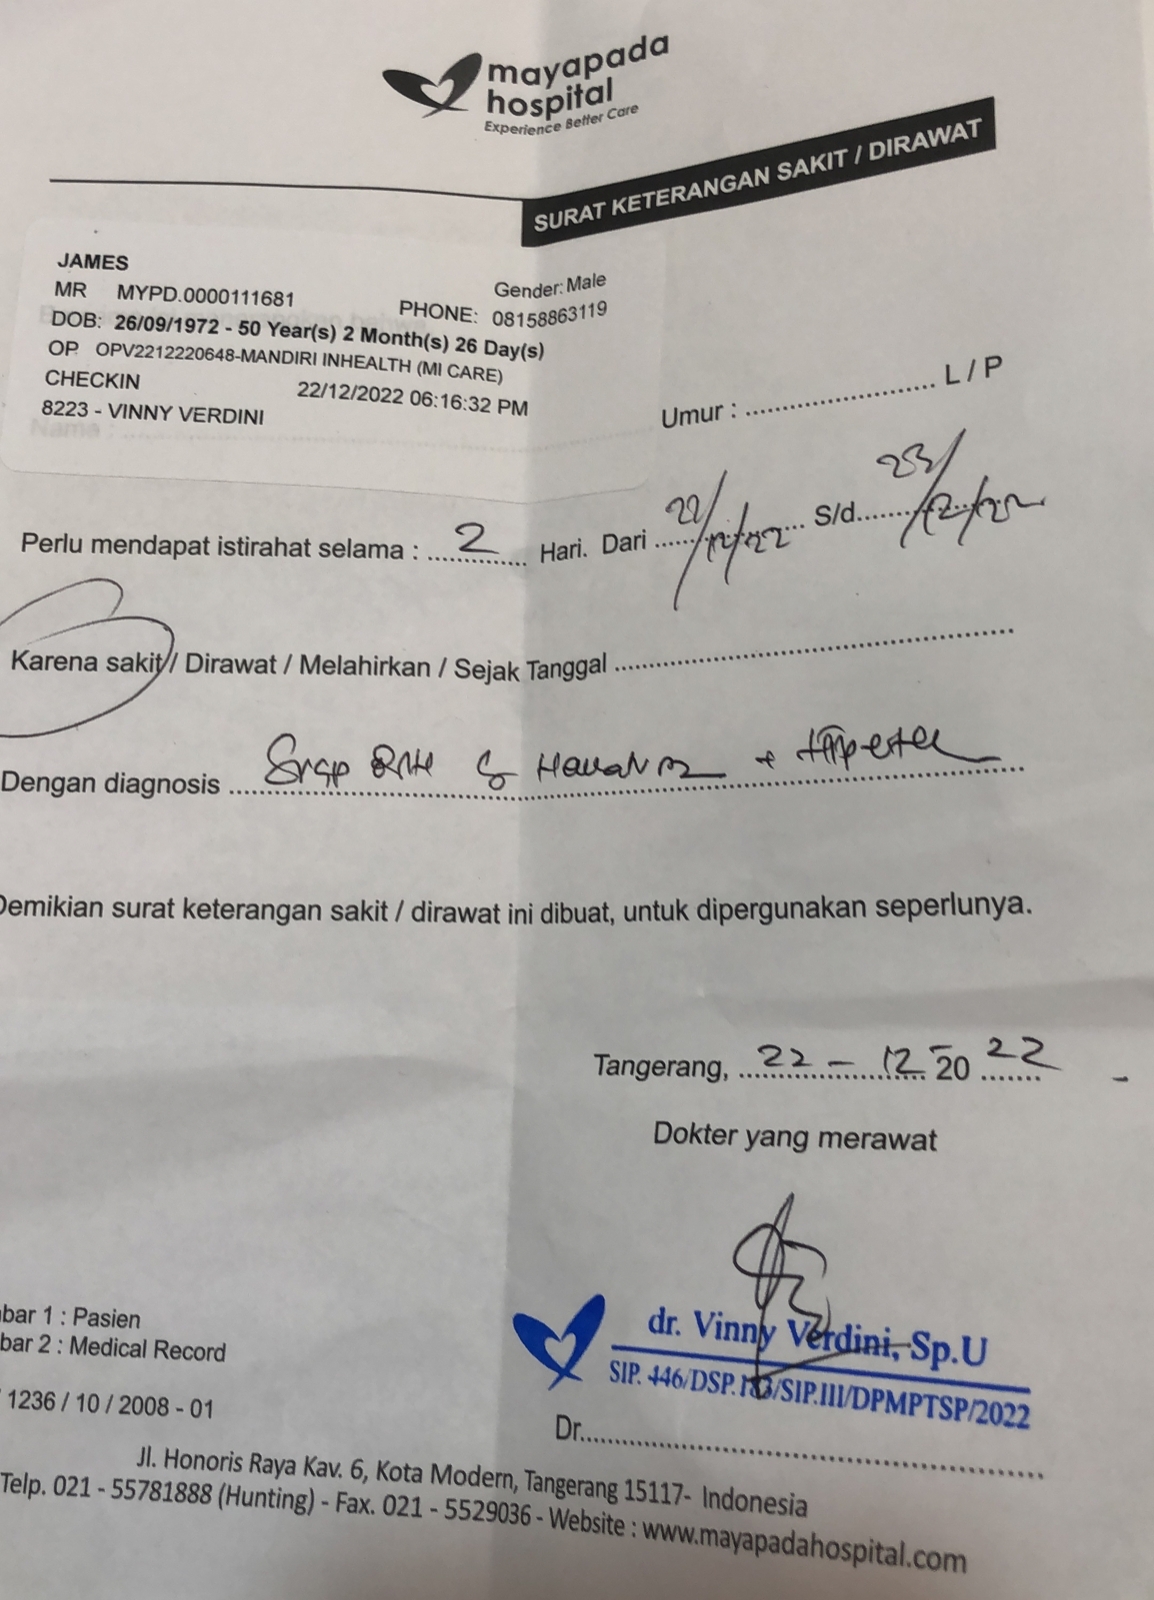 mayapada
hospital
Experience Better Care
SURAT KETERANGAN SAKIT / DIRAWAT
JAMES
Gender: Male
MR MYPD.0000111681 PHONE: 08158863119
DOB: 26/09/1972 - 50 Year(s) 2 Month(s) 26 Day(s)
OP OPV2212220648-MANDIRI INHEALTH (MI CARE)
CHECKIN 22/12/2022 06:16:32 PM
8223 - VINNY VERDINI
Nama :
Umur : .......................... L / P
Perlu mendapat istirahat selama : 2 Hari. Dari 22/12/22 S/d 23/12/22
Karena sakit / Dirawat / Melahirkan / Sejak Tanggal
Dengan diagnosis
Demikian surat keterangan sakit / dirawat ini dibuat, untuk dipergunakan seperlunya.
Tangerang, 22 - 12 - 20 22
Dokter yang merawat
dr. Vinny Verdini, Sp.U
SIP. 446/DSP.183/SIP.III/DPMPTSP/2022
Dr.
bar 1 : Pasien
bar 2 : Medical Record
1236 / 10 / 2008 - 01
Jl. Honoris Raya Kav. 6, Kota Modern, Tangerang 15117- Indonesia
Telp. 021 - 55781888 (Hunting) - Fax. 021 - 5529036 - Website : www.mayapadahospital.com